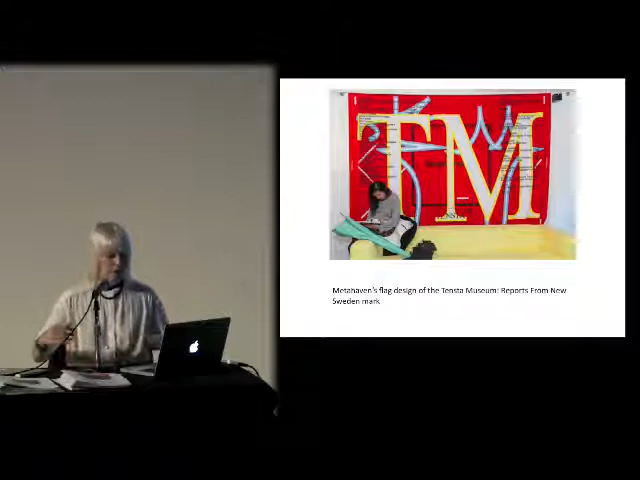 TM
Metahaven's flag design of the Tensta Museum: Reports From New
Sweden mark